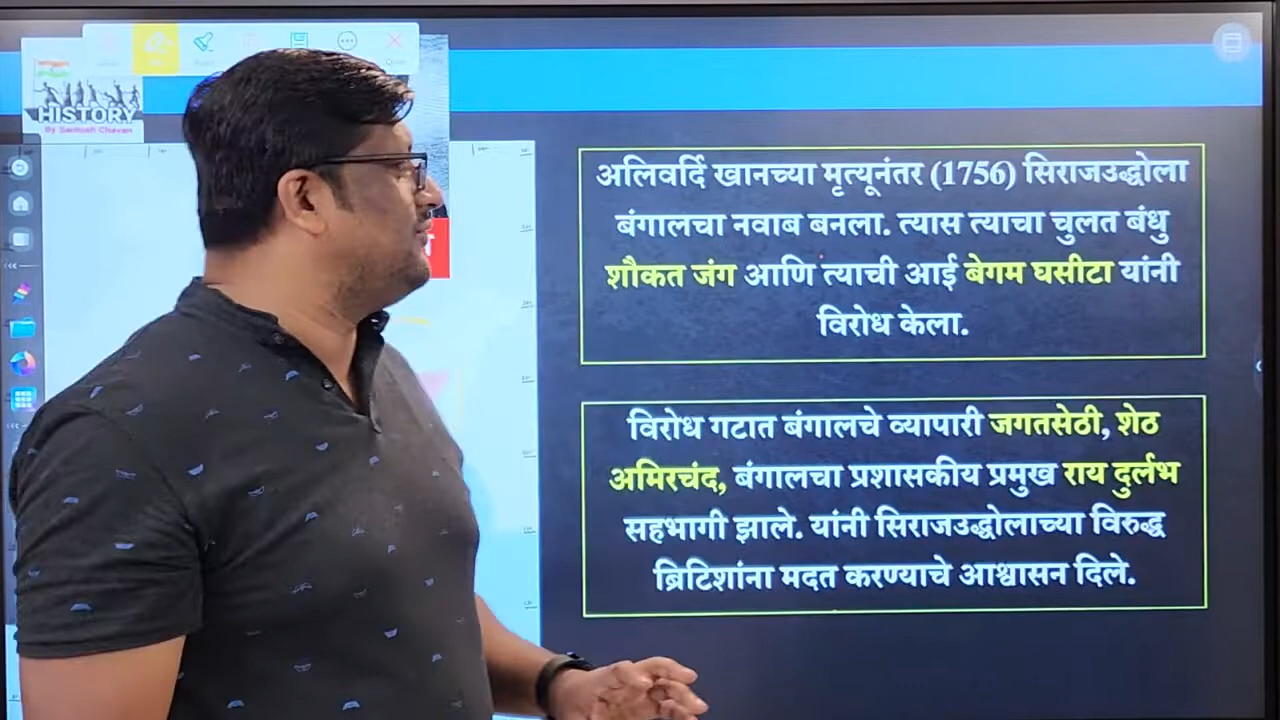 HISTORY
By Santosh Chavan
अलिवर्दि खानच्या मृत्यूनंतर (1756) सिराजउद्धोला
बंगालचा नवाब बनला. त्यास त्याचा चुलत बंधु
शौकत जंग आणि त्याची आई बेगम घसीटा यांनी
विरोध केला.
विरोध गटात बंगालचे व्यापारी जगतसेठी, शेठ
अमिरचंद, बंगालचा प्रशासकीय प्रमुख राय दुर्लभ
सहभागी झाले. यांनी सिराजउद्धोलाच्या विरुद्ध
ब्रिटिशांना मदत करण्याचे आश्वासन दिले.